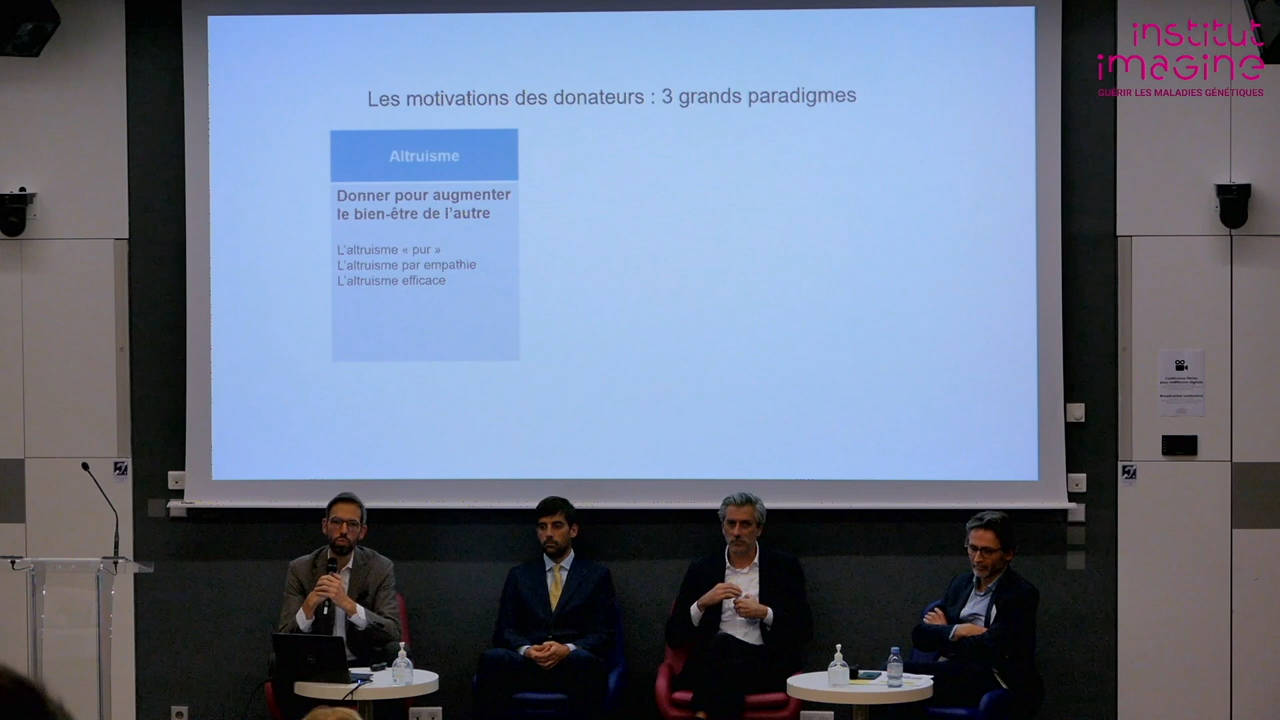 institut
imagine
GUÉRIR LES MALADIES GÉNÉTIQUES
Les motivations des donateurs : 3 grands paradigmes
Altruisme
Donner pour augmenter
le bien-être de l'autre
L'altruisme « pur »
L'altruisme par empathie
L'altruisme efficace